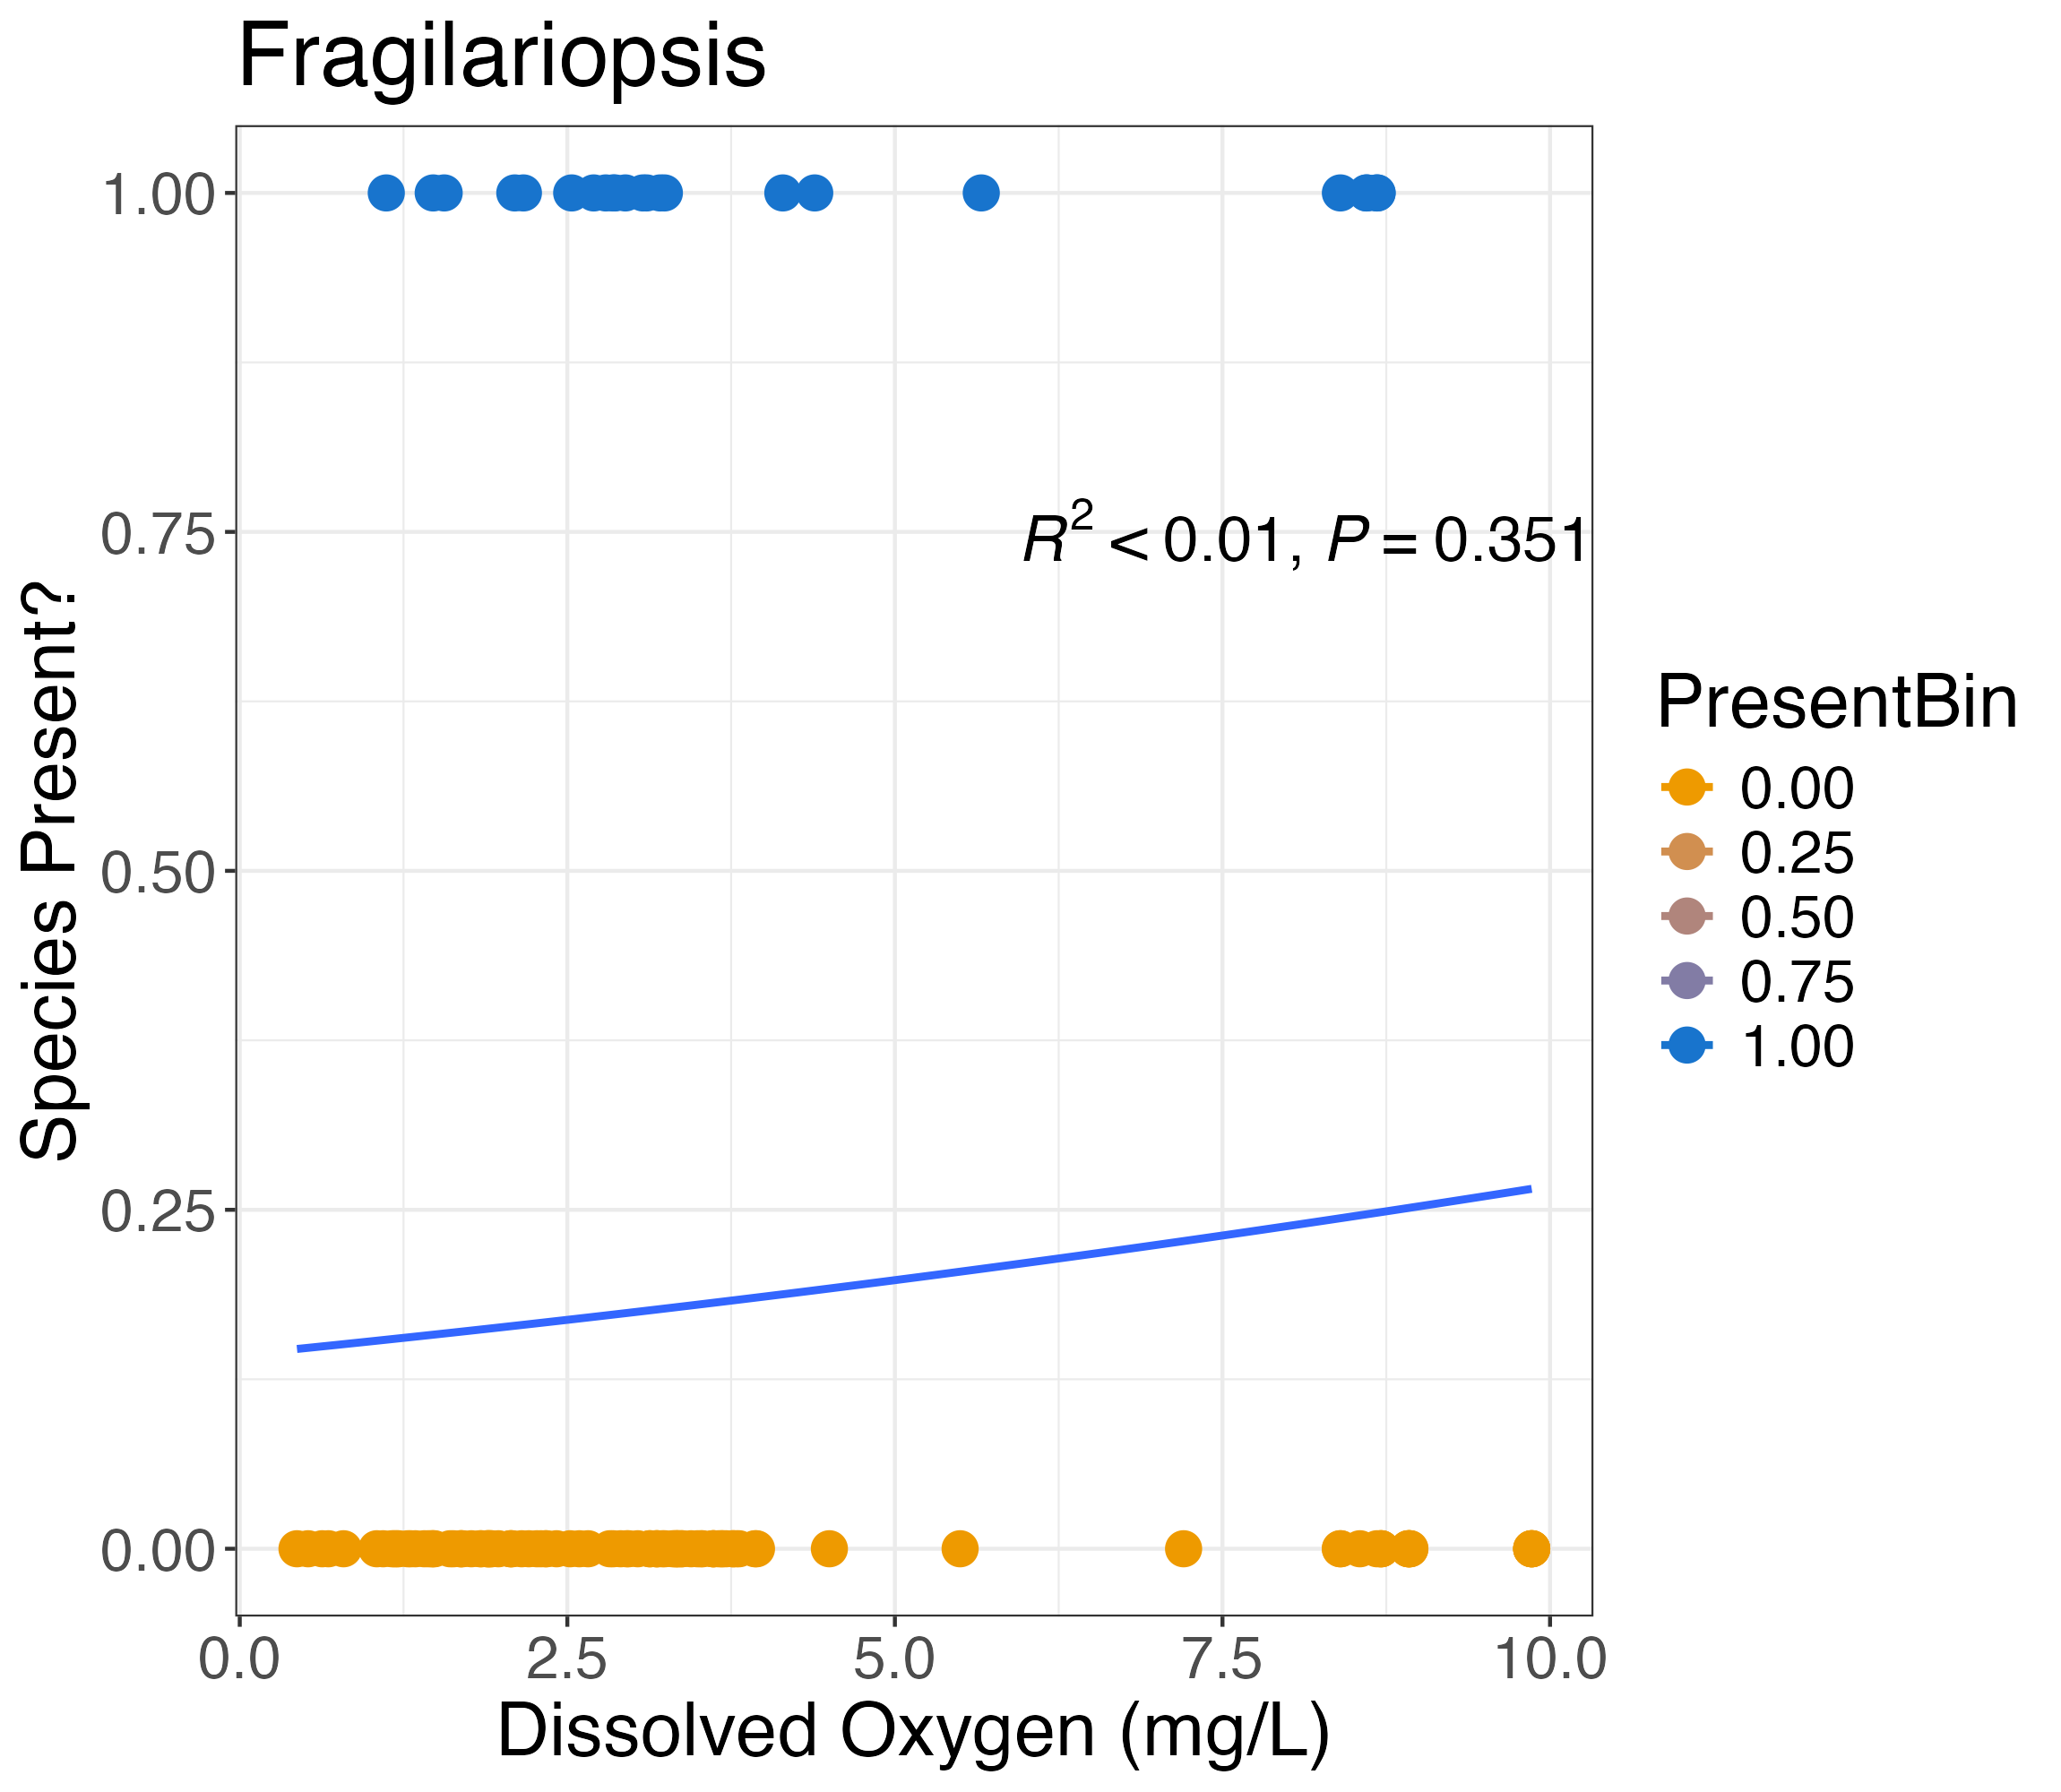 Fragilariopsis
1.00
0.75
0.50
0.25
0.00
Species Present?
R² < 0.01, P = 0.351
0.0 2.5 5.0 7.5 10.0
Dissolved Oxygen (mg/L)
PresentBin
0.00
0.25
0.50
0.75
1.00